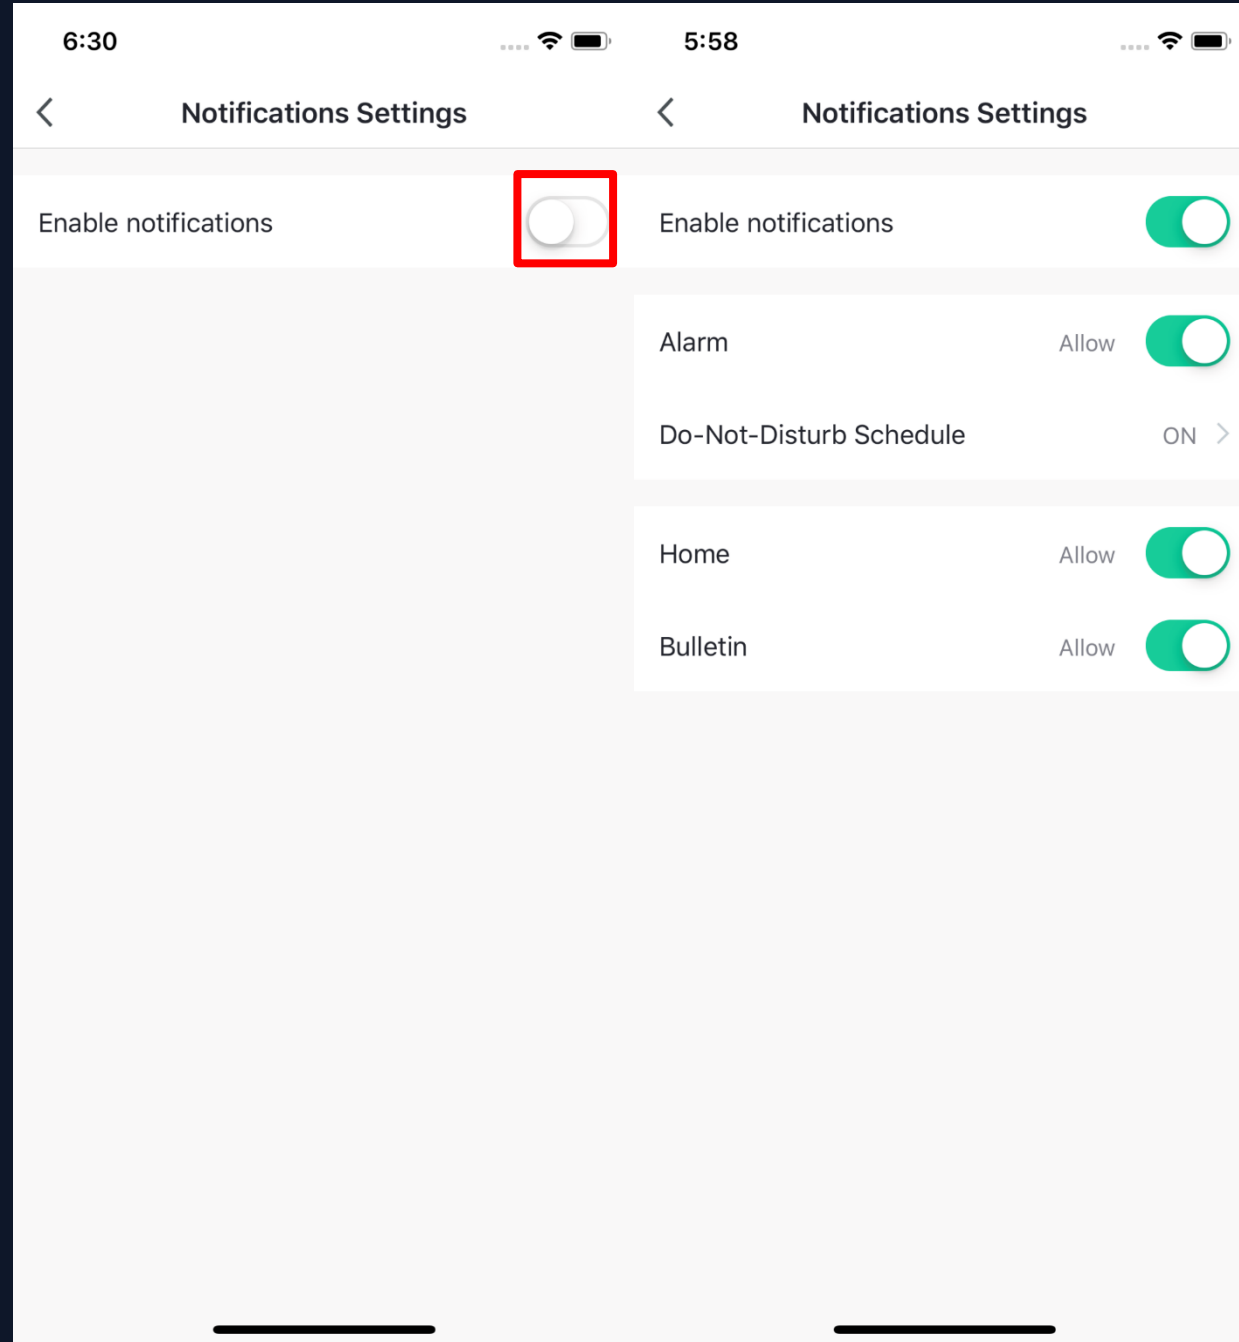 6:30
Notifications Settings
Enable notifications
5:58
Notifications Settings
Enable notifications
Alarm Allow
Do-Not-Disturb Schedule ON
Home Allow
Bulletin Allow